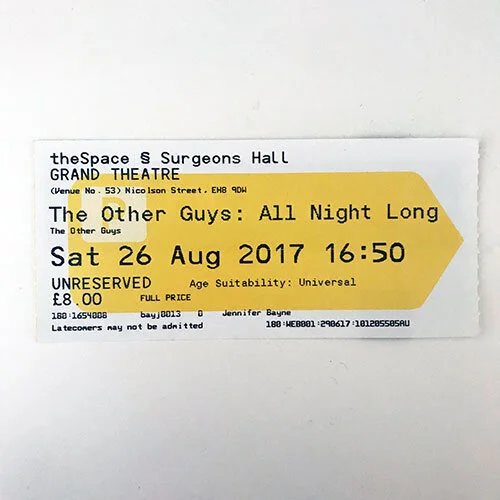 theSpace @ Surgeons Hall
GRAND THEATRE
(Venue No. 53) Nicolson Street, EH8 9DW
The Other Guys: All Night Long
The Other Guys
Sat 26 Aug 2017 16:50
UNRESERVED Age Suitability: Universal
£8.00 FULL PRICE
180:1654008 bayj0013 0 Jennifer Bayne
Latecomers may not be admitted 180:WEB001:290617:101205505AU